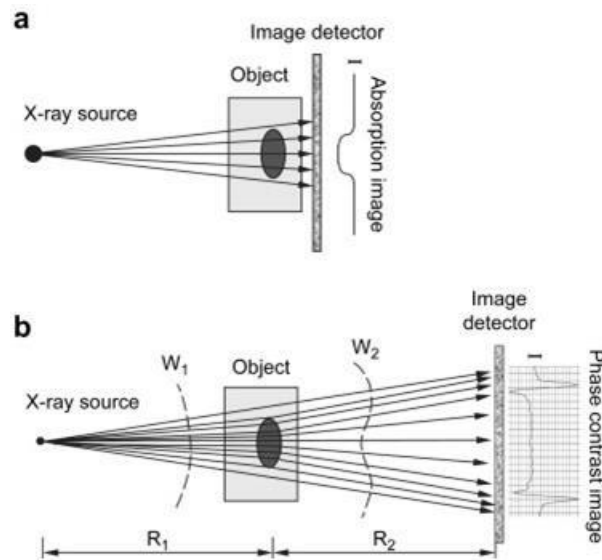 a
Image detector
Object
X-ray source
I
Absorption image
b
Image
detector
W1
Object
W2
X-ray source
I
Phase contrast image
R1
R2